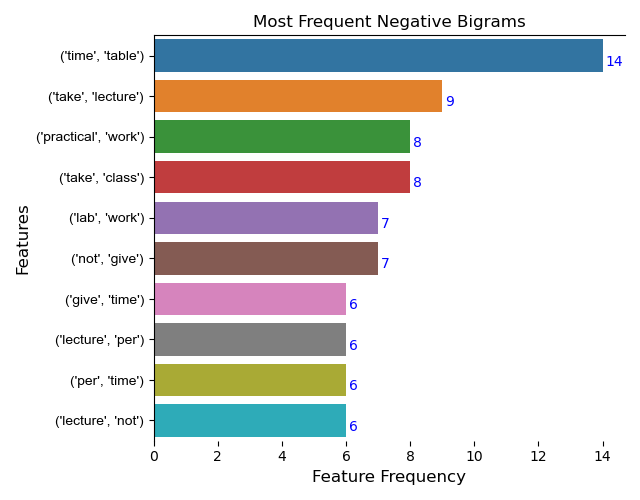 Most Frequent Negative Bigrams
('time', 'table')
14
('take', 'lecture')
9
('practical', 'work')
8
('take', 'class')
8
('lab', 'work')
7
('not', 'give')
7
('give', 'time')
6
('lecture', 'per')
6
('per', 'time')
6
('lecture', 'not')
6
Features
0 2 4 6 8 10 12 14
Feature Frequency